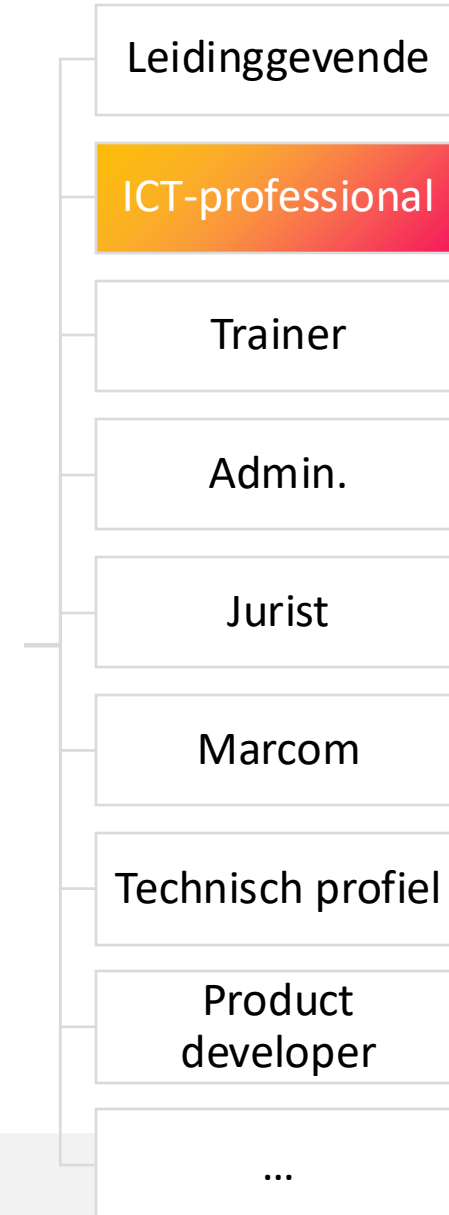 Leidinggevende
ICT-professional
Trainer
Admin.
Jurist
Marcom
Technisch profiel
Product
developer
...